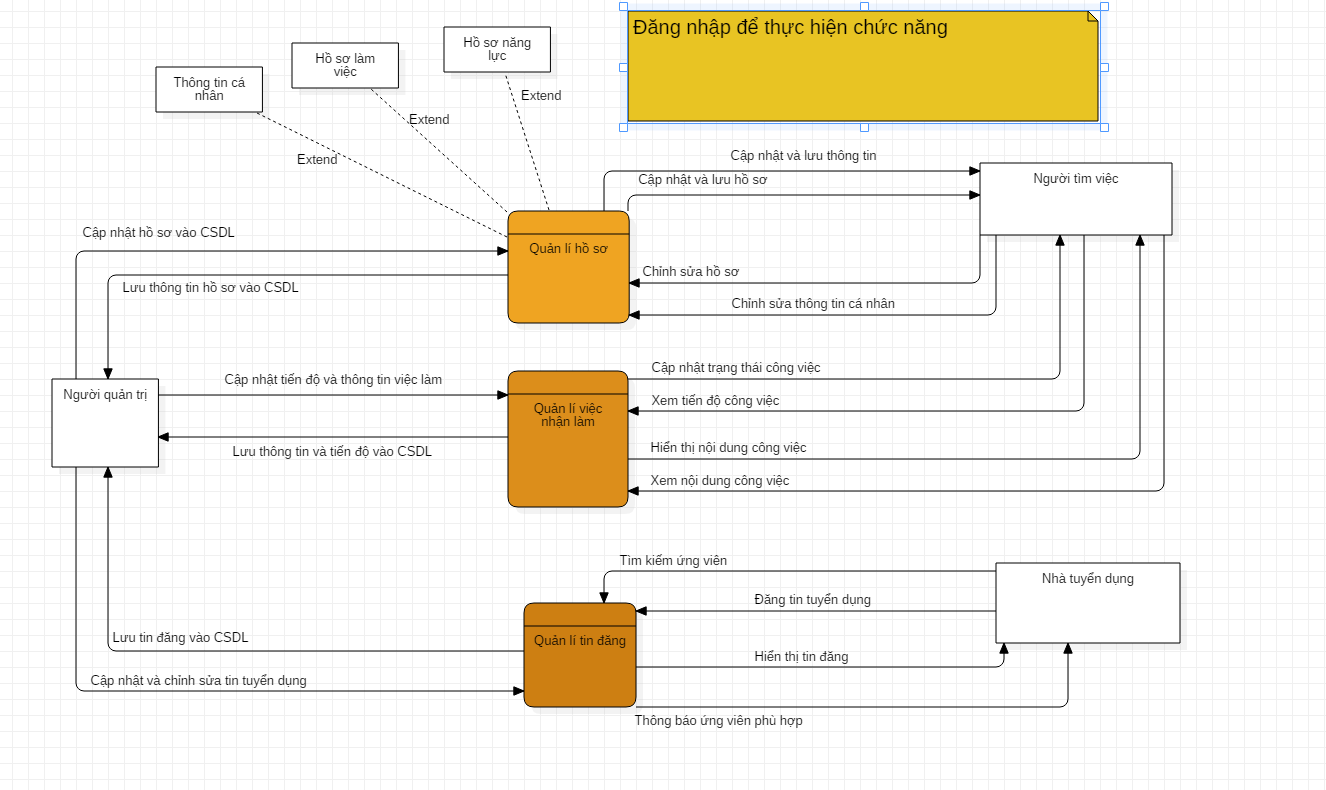 Đăng nhập để thực hiện chức năng
Hồ sơ năng
lực
Hồ sơ làm
việc
Thông tin cá
nhân
Extend
Extend
Extend
Cập nhật và lưu thông tin
Cập nhật và lưu hồ sơ
Người tìm việc
Cập nhật hồ sơ vào CSDL
Quản lí hồ sơ
Lưu thông tin hồ sơ vào CSDL
Chỉnh sửa hồ sơ
Chỉnh sửa thông tin cá nhân
Người quản trị
Cập nhật tiến độ và thông tin việc làm
Cập nhật trạng thái công việc
Quản lí việc
nhận làm
Xem tiến độ công việc
Lưu thông tin và tiến độ vào CSDL
Hiển thị nội dung công việc
Xem nội dung công việc
Tìm kiếm ứng viên
Nhà tuyển dụng
Đăng tin tuyển dụng
Quản lí tin đăng
Lưu tin đăng vào CSDL
Hiển thị tin đăng
Cập nhật và chỉnh sửa tin tuyển dụng
Thông báo ứng viên phù hợp